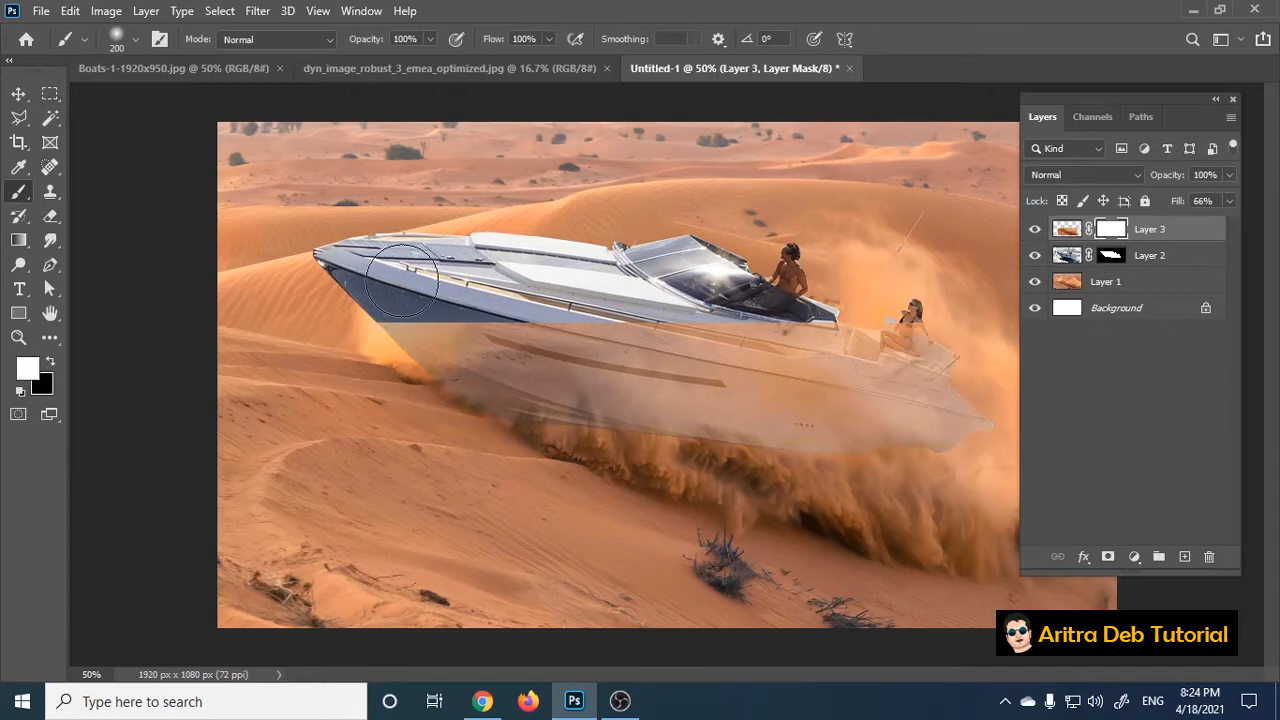 Ps File Edit Image Layer Type Select Filter 3D View Window Help
200 Mode: Normal Opacity: 100% Flow: 100% Smoothing: 0°
Boats-1-1920x950.jpg @ 50% (RGB/8#) × dyn_image_robust_3_emea_optimized.jpg @ 16.7% (RGB/8#) × Untitled-1 @ 50% (Layer 3, Layer Mask/8) * ×
Layers Channels Paths
Kind
Normal Opacity: 100%
Lock: Fill: 66%
Layer 3
Layer 2
Layer 1
Background
Aritra Deb Tutorial
50% 1920 px x 1080 px (72 ppi)
Type here to search
Ps
ENG
8:24 PM
4/18/2021